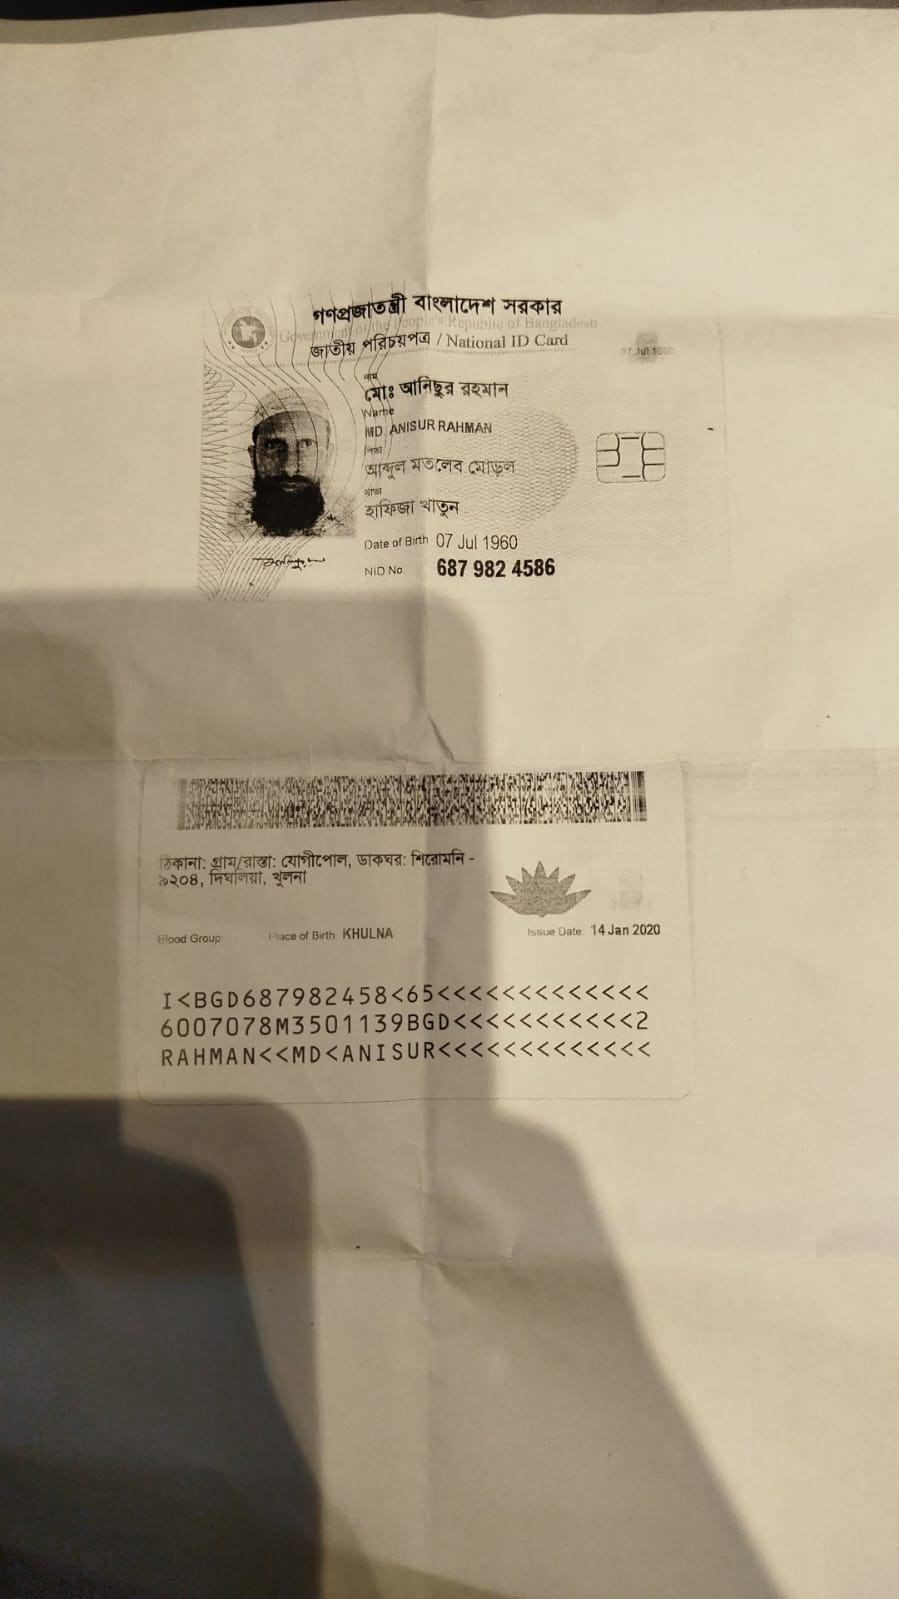 গণপ্রজাতন্ত্রী বাংলাদেশ সরকার
Government of the People's Republic of Bangladesh
জাতীয় পরিচয়পত্র / National ID Card
07 Jul 1960
নাম
মোঃ আনিছুর রহমান
Name
MD. ANISUR RAHMAN
পিতা
আব্দুল মতলেব মোড়ল
মাতা
হাফিজা খাতুন
Date of Birth 07 Jul 1960
NID No. 687 982 4586
ঠিকানা: গ্রাম/রাস্তা: যোগীপোল, ডাকঘর: শিরোমনি -
৯২০৪, দিঘলিয়া, খুলনা
Blood Group: Place of Birth: KHULNA Issue Date: 14 Jan 2020
I<BGD687982458<65<<<<<<<<<<<<<
6007078M3501139BGD<<<<<<<<<<<2
RAHMAN<<MD<ANISUR<<<<<<<<<<<<<